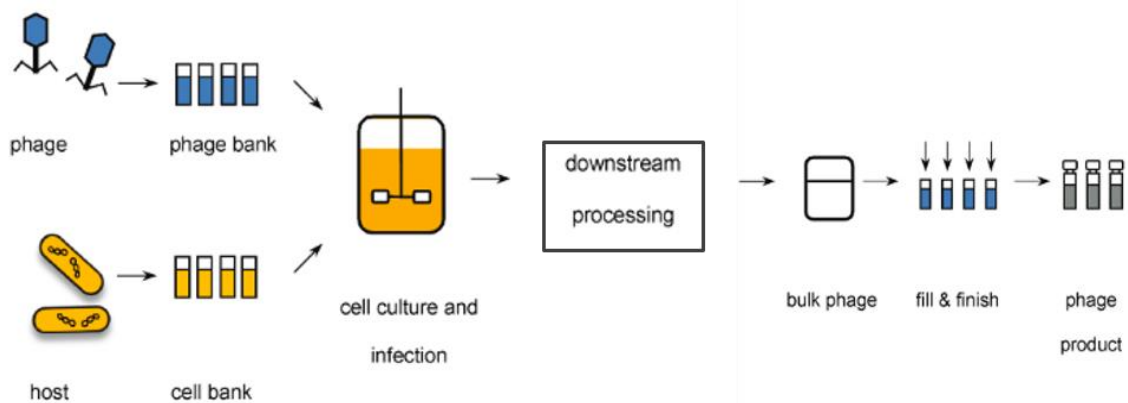 phage
phage bank
host
cell bank
cell culture and
infection
downstream
processing
bulk phage
fill & finish
phage
product